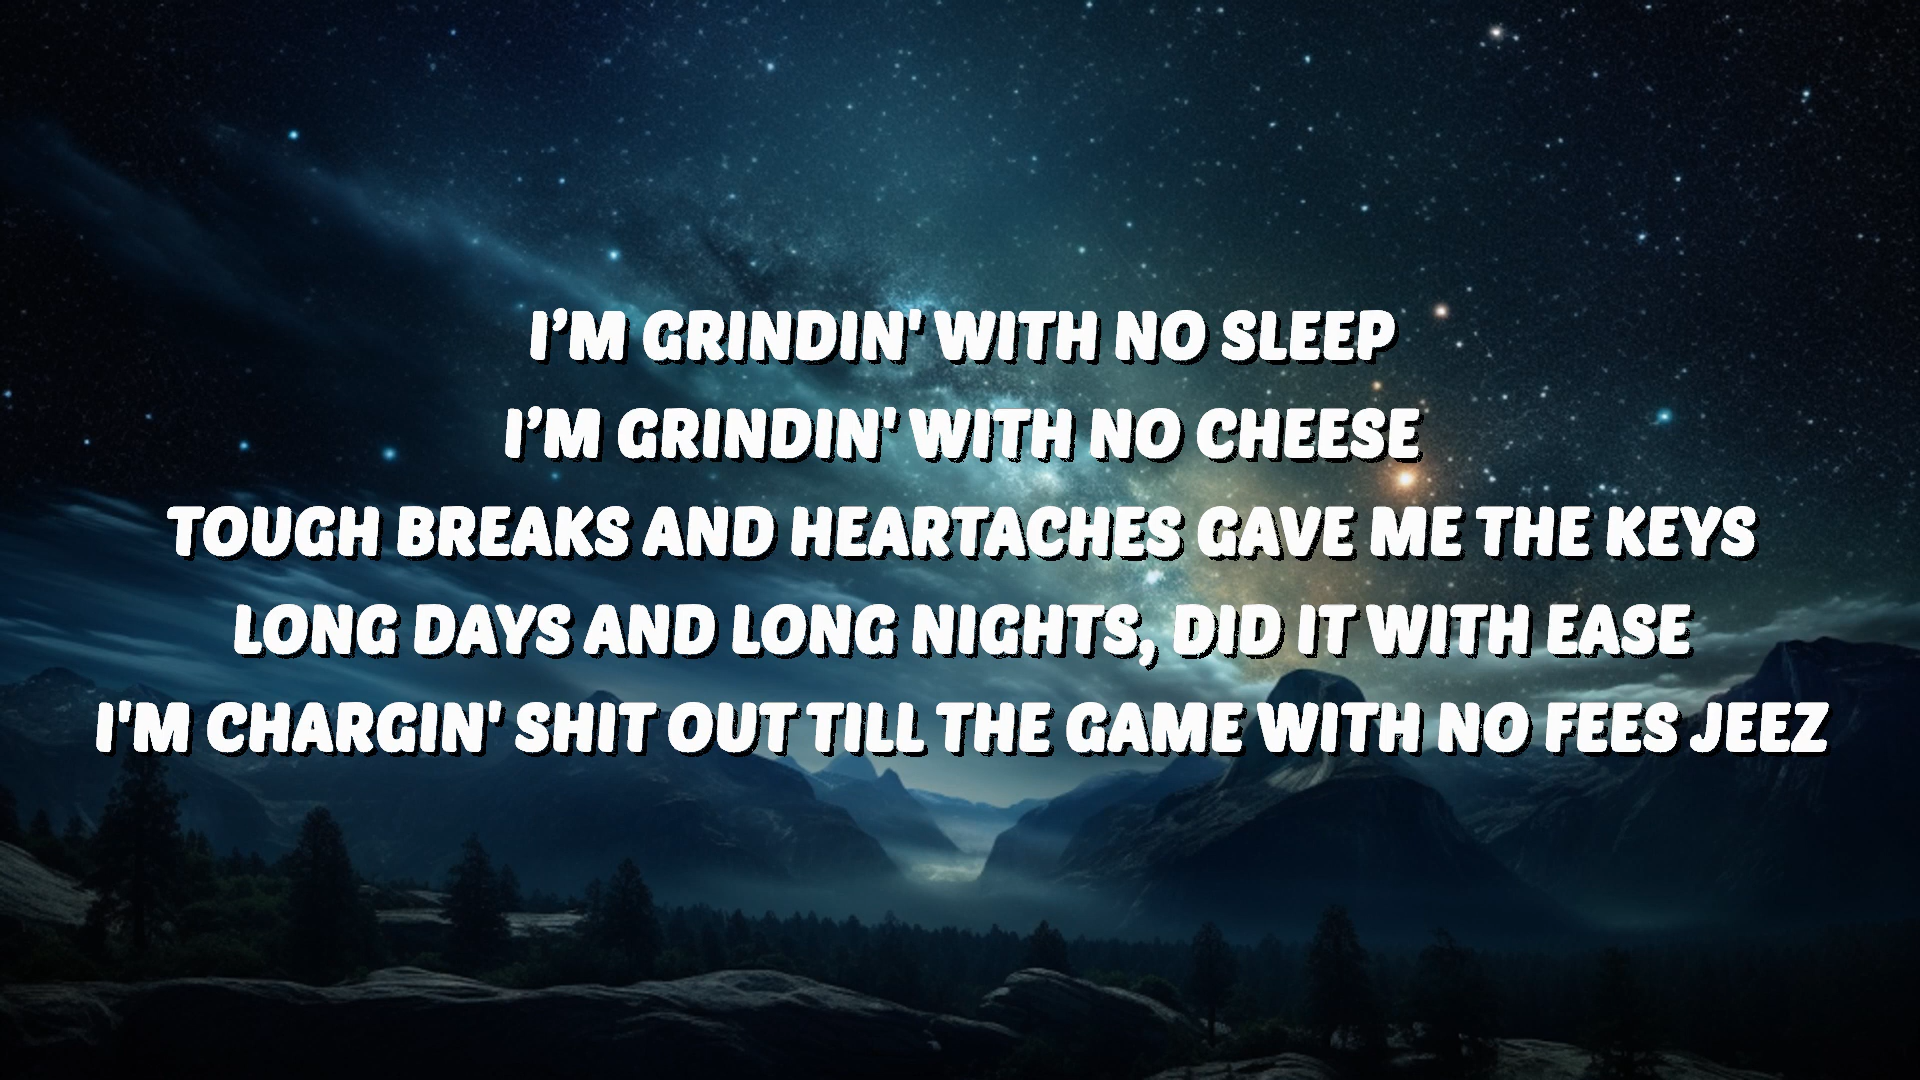 I’M GRINDIN' WITH NO SLEEP
I’M GRINDIN' WITH NO CHEESE
TOUGH BREAKS AND HEARTACHES GAVE ME THE KEYS
LONG DAYS AND LONG NIGHTS, DID IT WITH EASE
I'M CHARGIN' SHIT OUT TILL THE GAME WITH NO FEES JEEZ